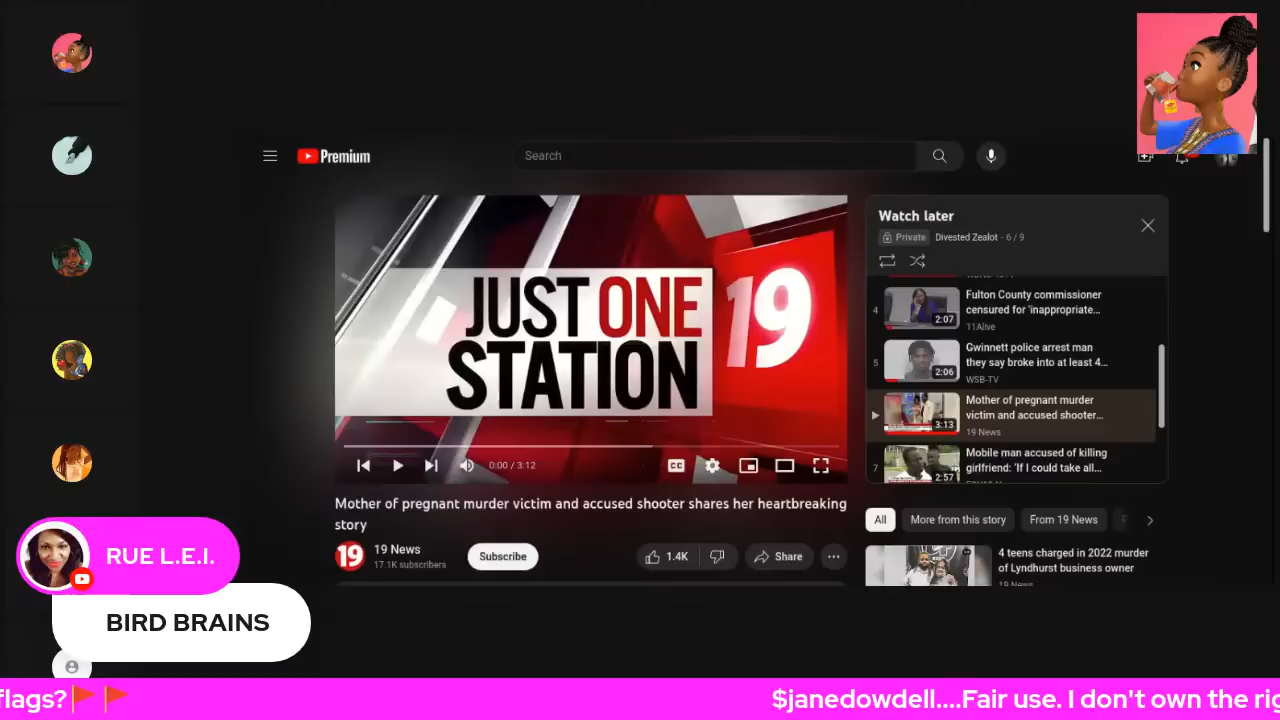 Premium
Search
JUST ONE
STATION
19
0:00 / 3:12
CC
Mother of pregnant murder victim and accused shooter shares her heartbreaking
story
19
19 News
17.1K subscribers
Subscribe
1.4K
Share
Watch later
Private
Divested Zealot - 6 / 9
4
2:07
Fulton County commissioner
censured for 'inappropriate...
11Alive
5
2:06
Gwinnett police arrest man
they say broke into at least 4...
WSB-TV
3:13
Mother of pregnant murder
victim and accused shooter...
19 News
7
2:57
Mobile man accused of killing
girlfriend: 'If I could take all...
All
More from this story
From 19 News
4 teens charged in 2022 murder
of Lyndhurst business owner
19 News
RUE L.E.I.
BIRD BRAINS
flags?🚩🚩
$janedowdell....Fair use. I don't own the rig